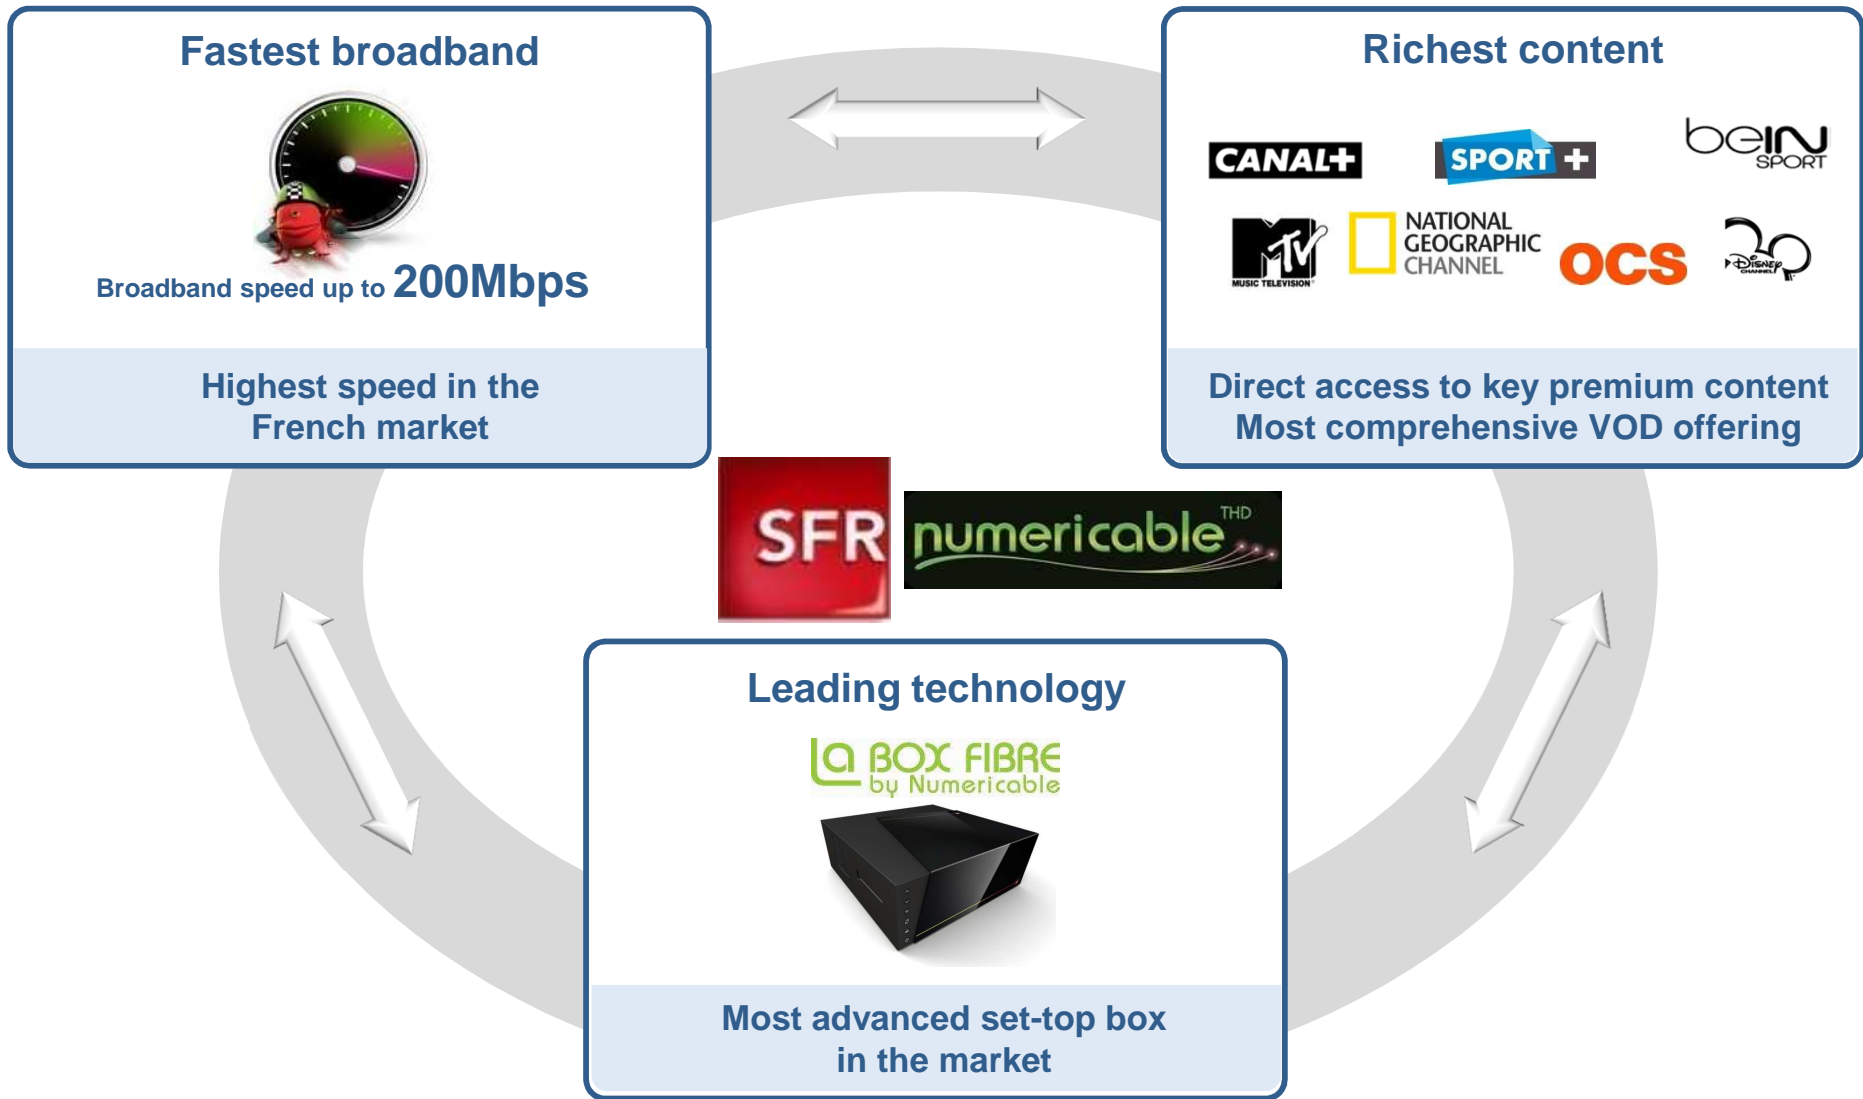 Fastest broadband
Broadband speed up to 200Mbps
Highest speed in the
French market
Richest content
CANAL+
SPORT +
beIN
SPORT
MTV
MUSIC TELEVISION
NATIONAL
GEOGRAPHIC
CHANNEL
OCS
DISNEY
CHANNEL
Direct access to key premium content
Most comprehensive VOD offering
SFR
numericable THD
Leading technology
La BOX FIBRE
by Numericable
Most advanced set-top box
in the market